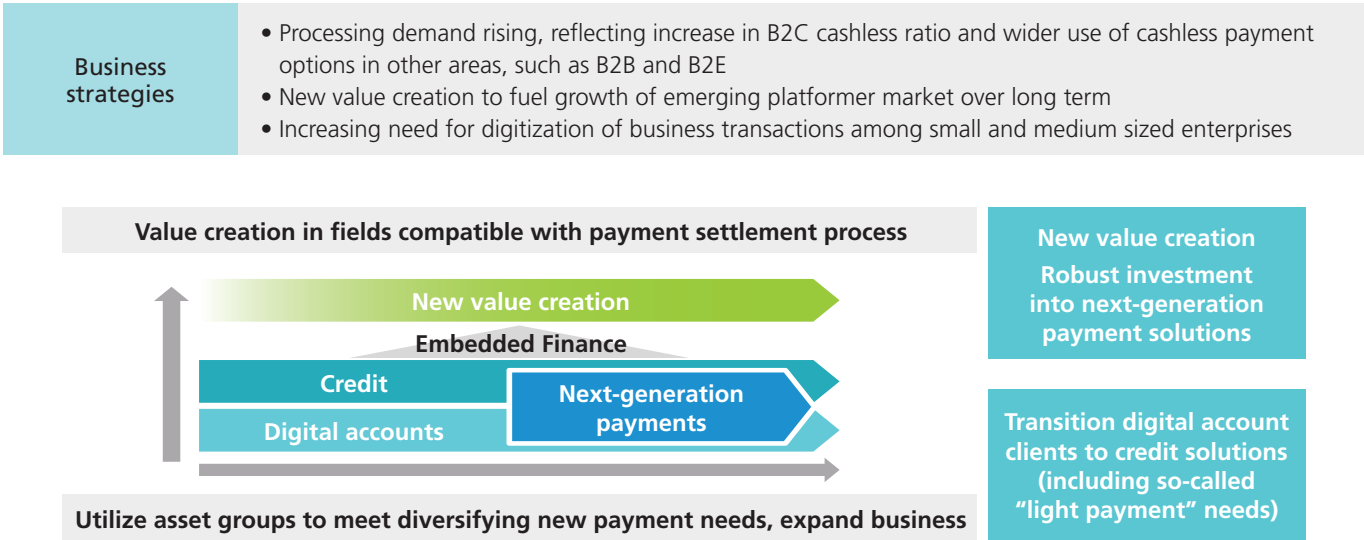 Business
strategies
• Processing demand rising, reflecting increase in B2C cashless ratio and wider use of cashless payment
options in other areas, such as B2B and B2E
• New value creation to fuel growth of emerging platformer market over long term
• Increasing need for digitization of business transactions among small and medium sized enterprises
Value creation in fields compatible with payment settlement process
New value creation
Embedded Finance
Credit
Next-generation
payments
Digital accounts
Utilize asset groups to meet diversifying new payment needs, expand business
New value creation
Robust investment
into next-generation
payment solutions
Transition digital account
clients to credit solutions
(including so-called
“light payment” needs)